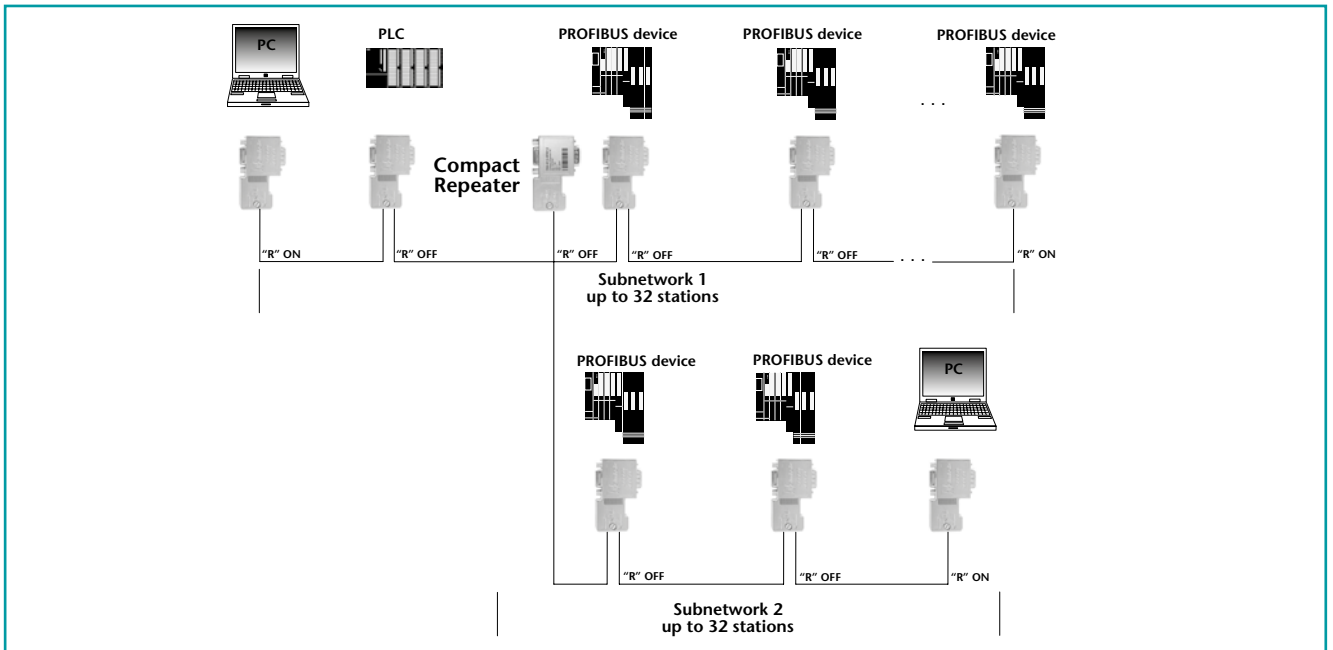 PC
PLC
PROFIBUS device
PROFIBUS device
PROFIBUS device
. . .
Compact
Repeater
“R” ON
“R” OFF
“R” OFF
“R” OFF
“R” OFF
. . .
“R” ON
Subnetwork 1
up to 32 stations
PROFIBUS device
PROFIBUS device
PC
“R” OFF
“R” OFF
“R” ON
Subnetwork 2
up to 32 stations